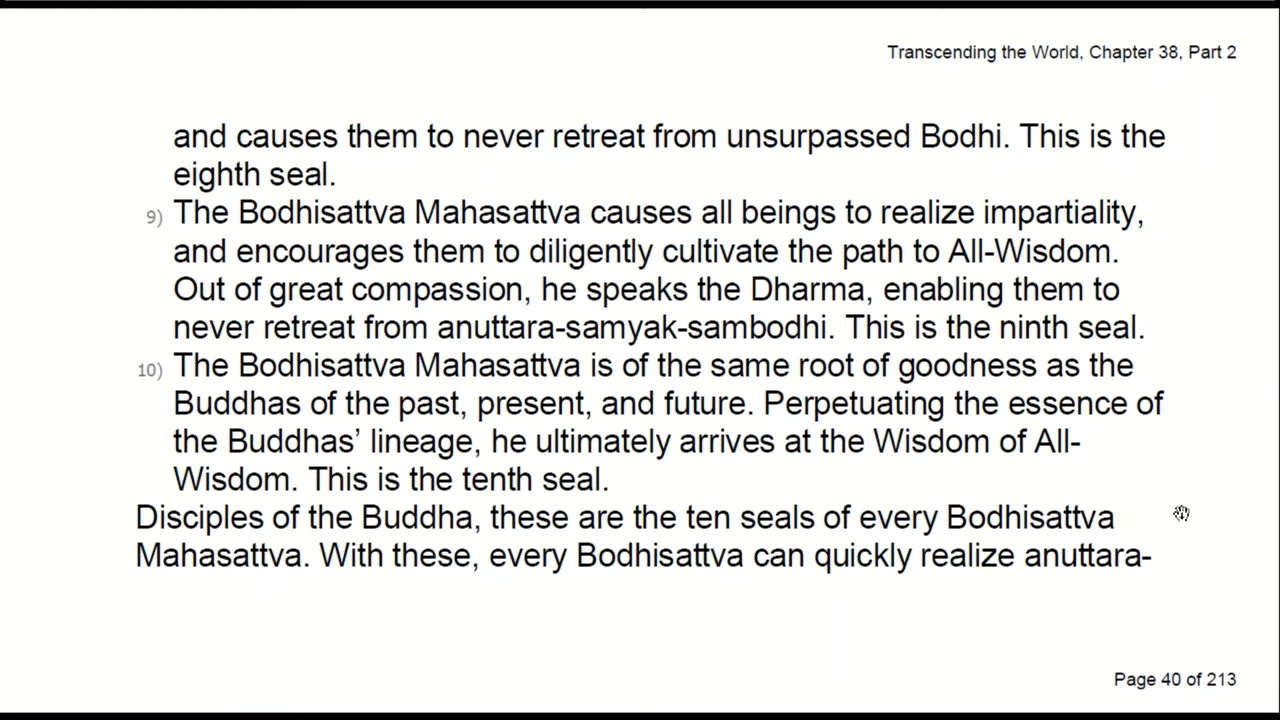 Transcending the World, Chapter 38, Part 2
and causes them to never retreat from unsurpassed Bodhi. This is the
eighth seal.
9) The Bodhisattva Mahasattva causes all beings to realize impartiality,
and encourages them to diligently cultivate the path to All-Wisdom.
Out of great compassion, he speaks the Dharma, enabling them to
never retreat from anuttara-samyak-sambodhi. This is the ninth seal.
10) The Bodhisattva Mahasattva is of the same root of goodness as the
Buddhas of the past, present, and future. Perpetuating the essence of
the Buddhas’ lineage, he ultimately arrives at the Wisdom of All-
Wisdom. This is the tenth seal.
Disciples of the Buddha, these are the ten seals of every Bodhisattva
Mahasattva. With these, every Bodhisattva can quickly realize anuttara-
Page 40 of 213